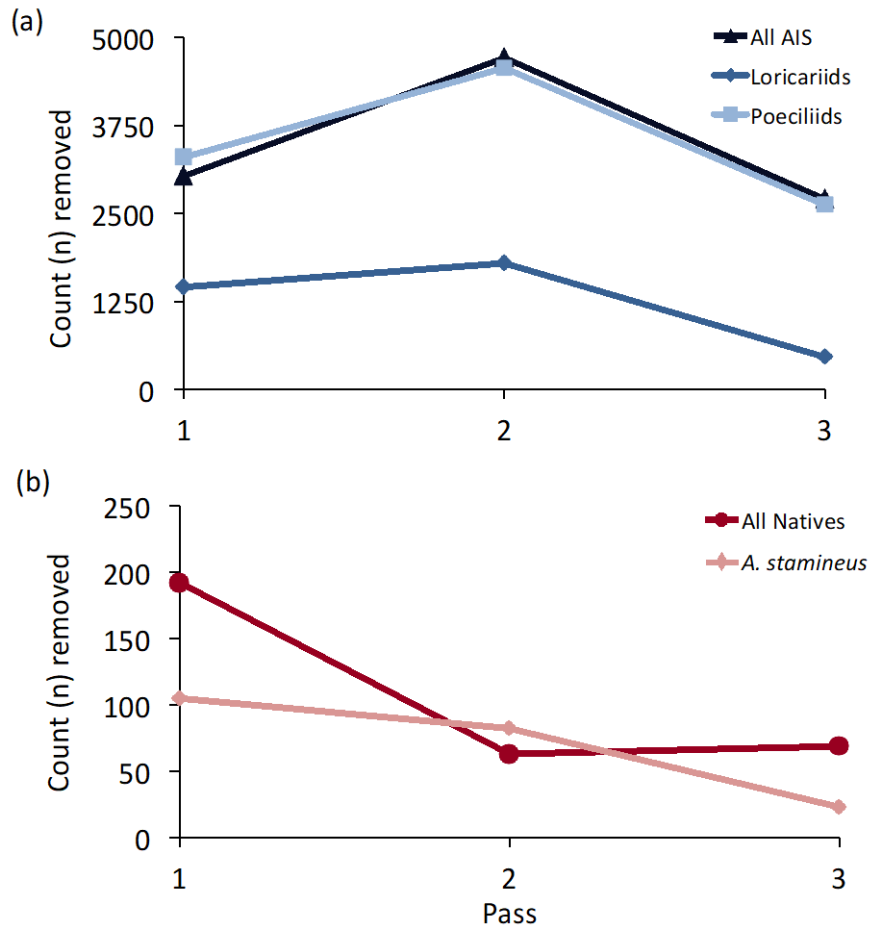 (a)
5000
3750
2500
1250
0
Count (n) removed
1 2 3
All AIS
Loricariids
Poeciliids
(b)
250
200
150
100
50
0
Count (n) removed
1 2 3
Pass
All Natives
A. stamineus